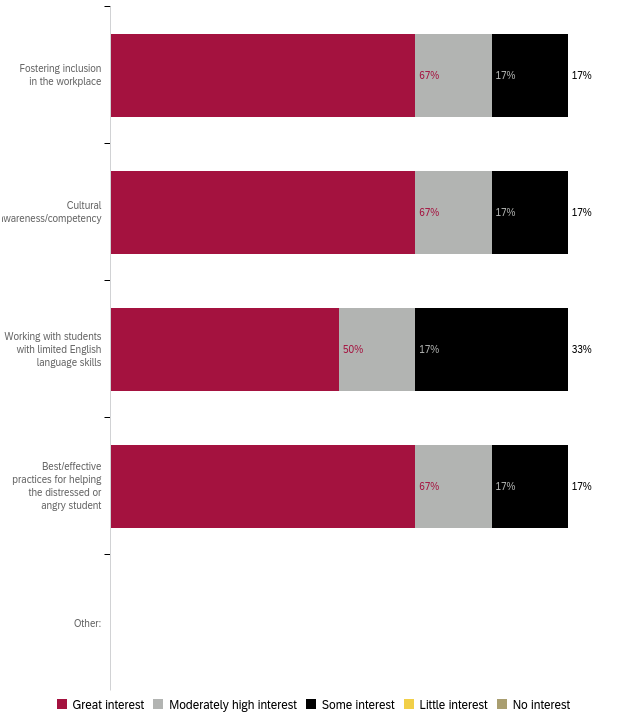 Fostering inclusion
in the workplace
67% 17% 17%
Cultural
wareness/competency
67% 17% 17%
Working with students
with limited English
language skills
50% 17% 33%
Best/effective
practices for helping
the distressed or
angry student
67% 17% 17%
Other:
Great interest Moderately high interest Some interest Little interest No interest